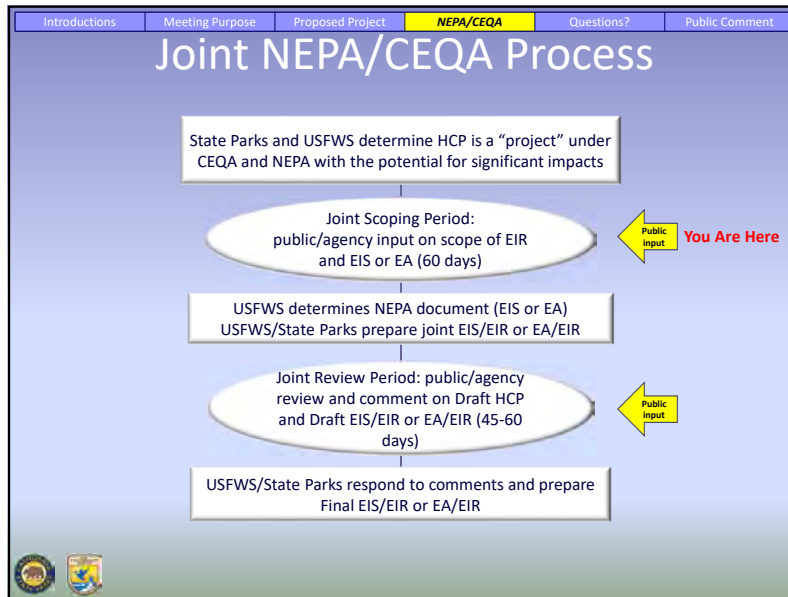 Introductions Meeting Purpose Proposed Project NEPA/CEQA Questions? Public Comment
Joint NEPA/CEQA Process
State Parks and USFWS determine HCP is a “project” under
CEQA and NEPA with the potential for significant impacts
Joint Scoping Period:
public/agency input on scope of EIR
and EIS or EA (60 days)
Public
input
You Are Here
USFWS determines NEPA document (EIS or EA)
USFWS/State Parks prepare joint EIS/EIR or EA/EIR
Joint Review Period: public/agency
review and comment on Draft HCP
and Draft EIS/EIR or EA/EIR (45-60
days)
Public
input
USFWS/State Parks respond to comments and prepare
Final EIS/EIR or EA/EIR